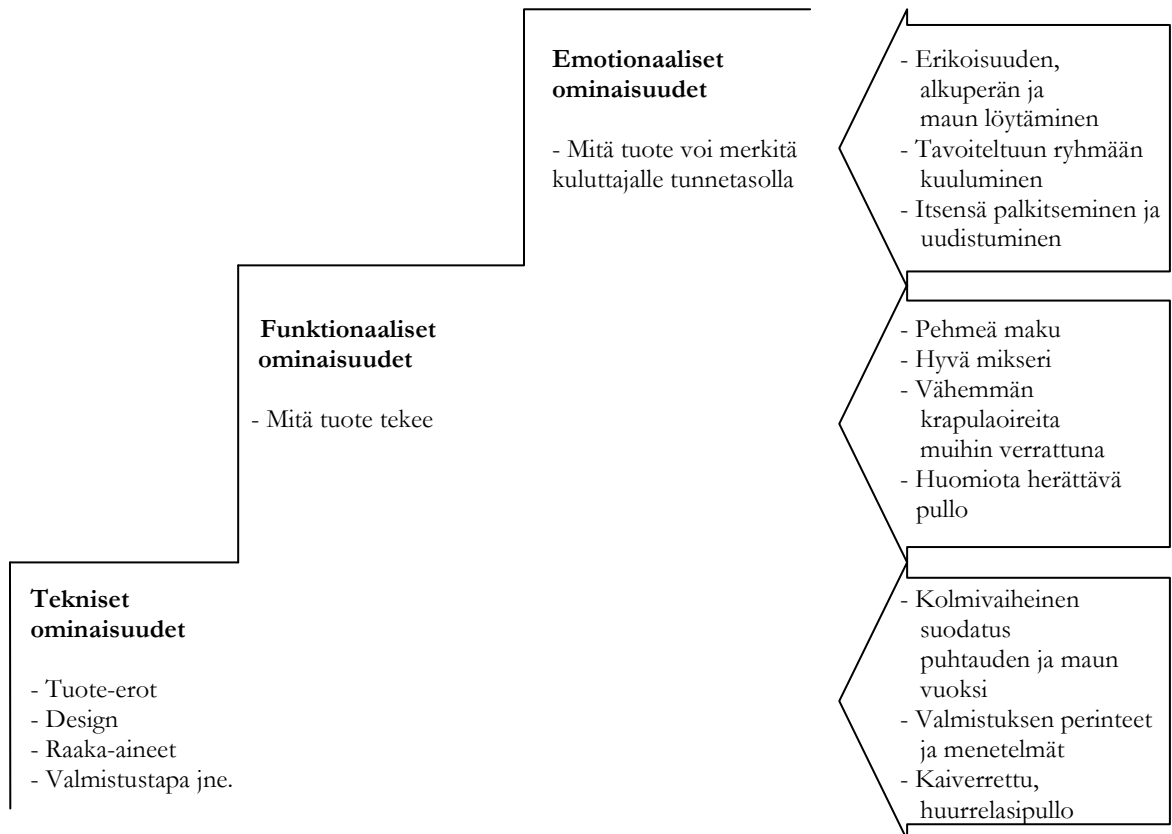 Emotionaaliset
ominaisuudet
- Mitä tuote voi merkitä
kuluttajalle tunnetasolla
- Erikoisuuden,
alkuperän ja
maun löytäminen
- Tavoiteltuun ryhmään
kuuluminen
- Itsensä palkitseminen ja
uudistuminen
Funktionaaliset
ominaisuudet
- Mitä tuote tekee
- Pehmeä maku
- Hyvä mikseri
- Vähemmän
krapulaoireita
muihin verrattuna
- Huomiota herättävä
pullo
Tekniset
ominaisuudet
- Tuote-erot
- Design
- Raaka-aineet
- Valmistustapa jne.
- Kolmivaiheinen
suodatus
puhtauden ja maun
vuoksi
- Valmistuksen perinteet
ja menetelmät
- Kaiverrettu,
huurrelasipullo